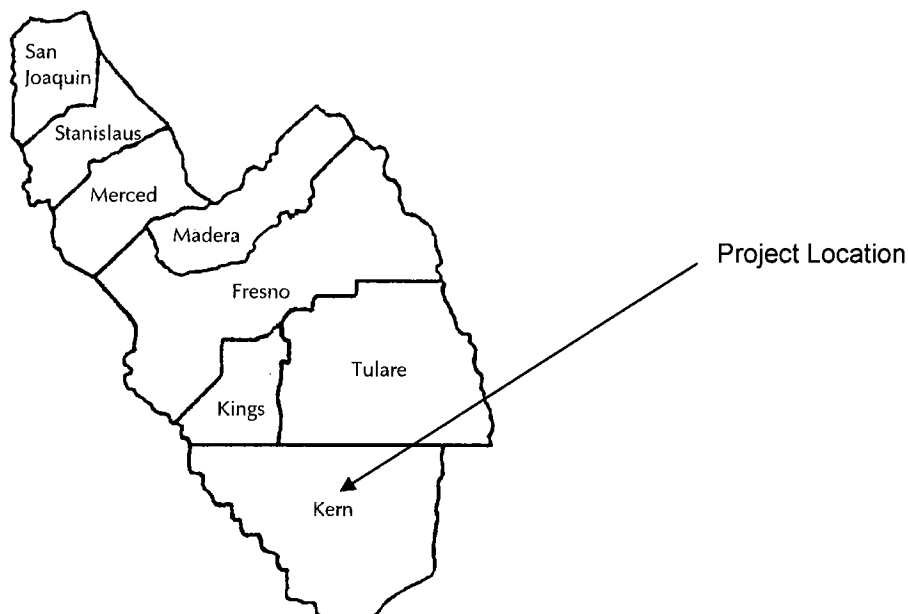 San
Joaquin
Stanislaus
Merced
Madera
Project Location
Fresno
Tulare
Kings
Kern